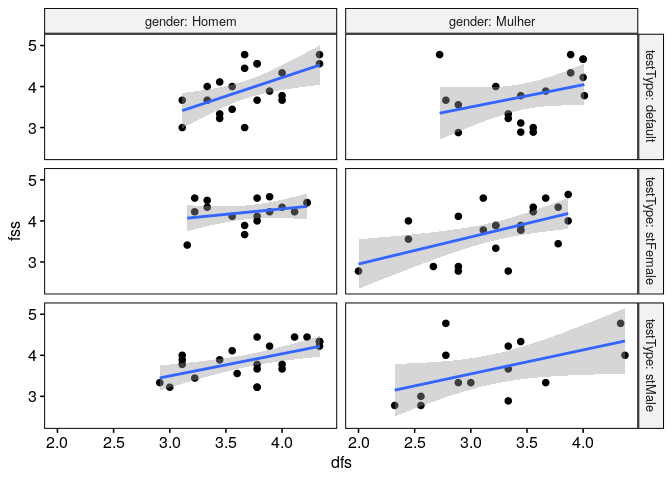 gender: Homem
gender: Mulher
5
4
3
testType: default
5
4
3
testType: stFemale
5
4
3
testType: stMale
fss
2.0
2.5
3.0
3.5
4.0
2.0
2.5
3.0
3.5
4.0
dfs